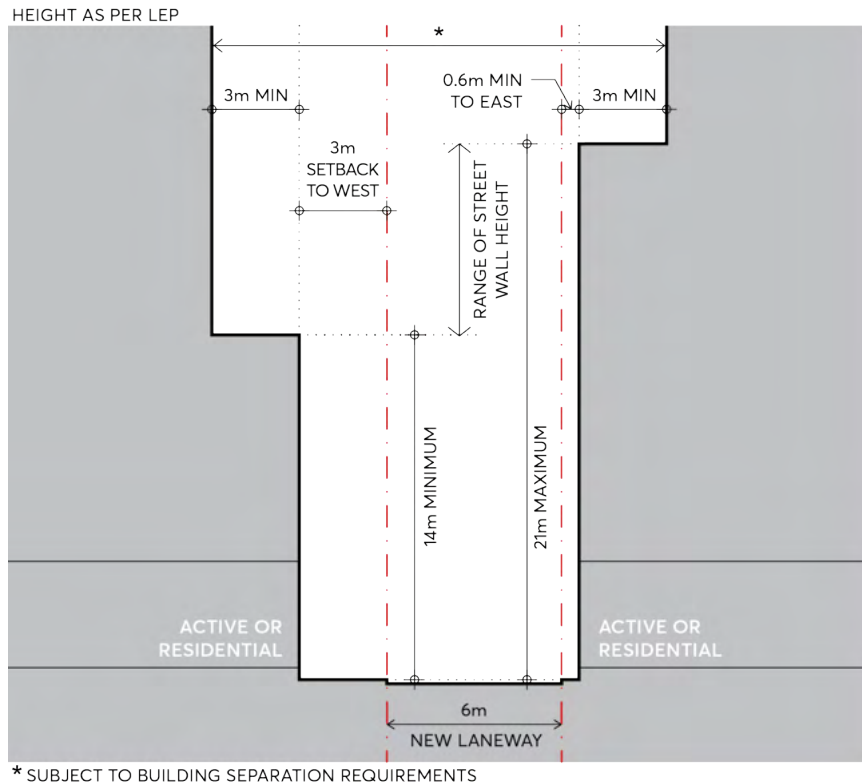 HEIGHT AS PER LEP
*
3m MIN
0.6m MIN
TO EAST
3m MIN
3m
SETBACK
TO WEST
RANGE OF STREET
WALL HEIGHT
14m MINIMUM
21m MAXIMUM
ACTIVE OR
RESIDENTIAL
ACTIVE OR
RESIDENTIAL
6m
NEW LANEWAY
* SUBJECT TO BUILDING SEPARATION REQUIREMENTS